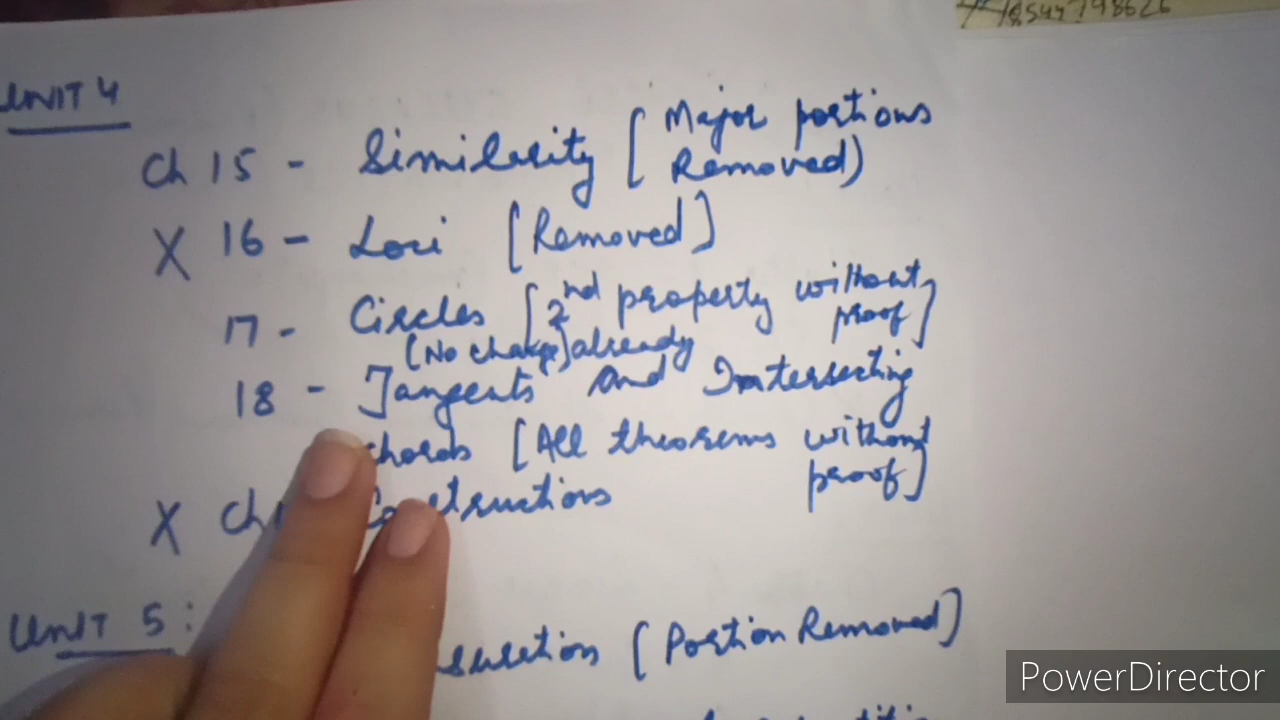 18544798626
UNIT 4
Ch 15 - Similarity [ Major portions
Removed)
X 16 - Loci [Removed]
17 - Circles [2nd property without
proof]
(No change) already
18 - Tangents and Intersecting
chords [All theorems without
proof]
X Ch Constructions
UNIT 5:
[Portion Removed]
PowerDirector